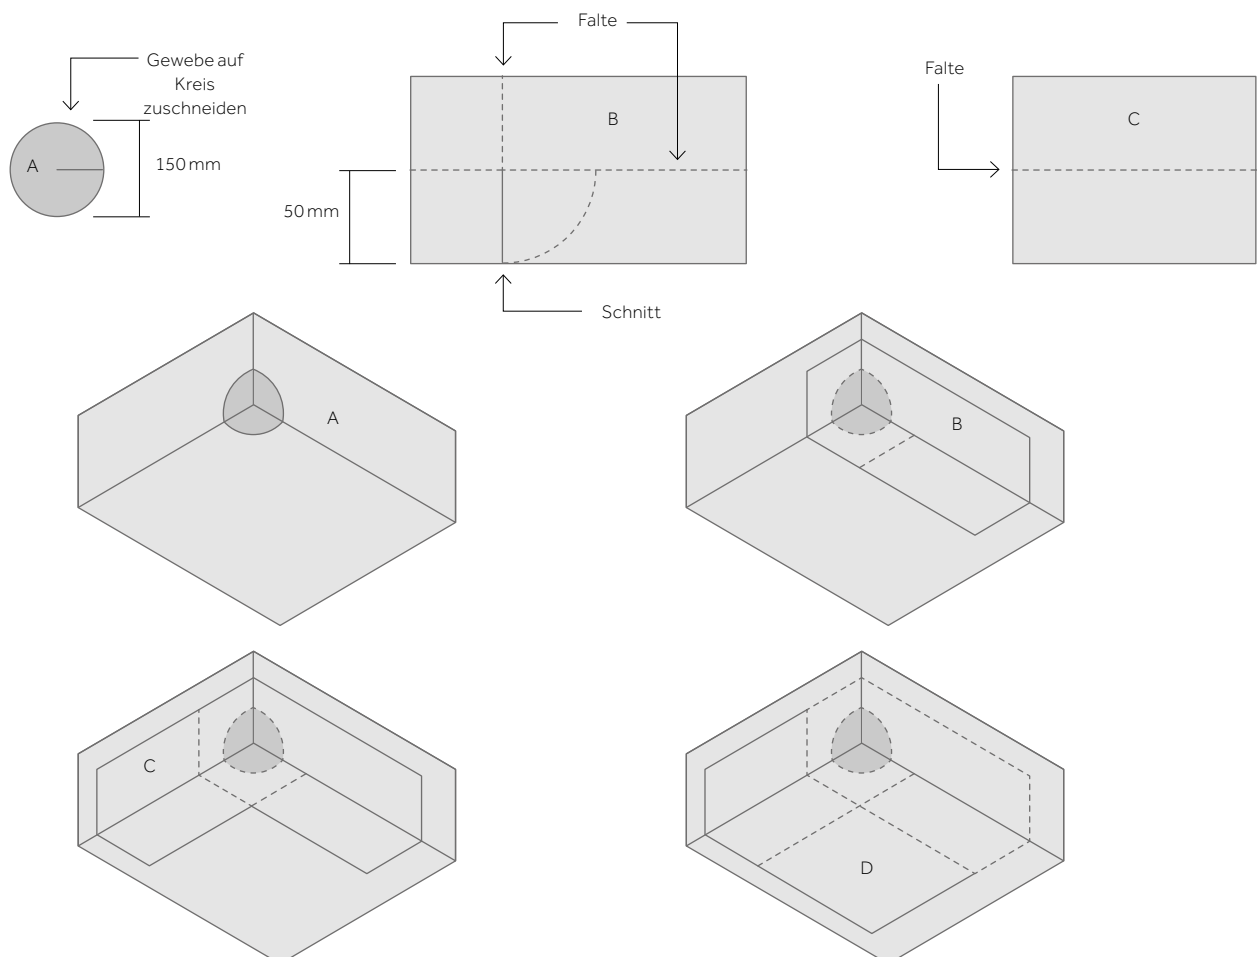 Gewebe auf
Kreis
zuschneiden
A
150 mm
Falte
B
50 mm
Schnitt
Falte
C
A
B
C
D